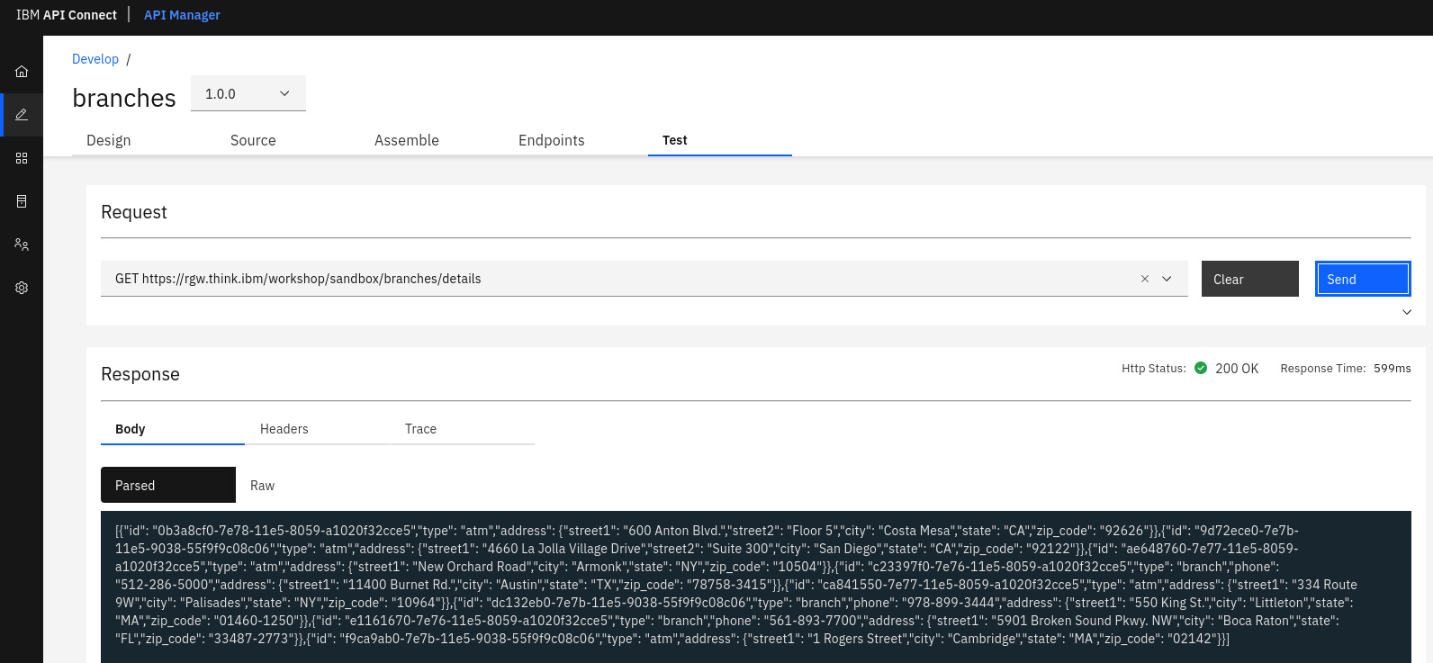 IBM API Connect | API Manager
Develop /
branches 1.0.0
Design Source Assemble Endpoints Test
Request
GET https://rgw.think.ibm/workshop/sandbox/branches/details
Clear
Send
Response
Http Status: 200 OK Response Time: 599ms
Body Headers Trace
Parsed Raw
[{"id": "0b3a8cf0-7e78-11e5-8059-a1020f32cce5","type": "atm","address": {"street1": "600 Anton Blvd.","street2": "Floor 5","city": "Costa Mesa","state": "CA","zip_code": "92626"}},{"id": "9d72ece0-7e7b-
11e5-9038-55f9f9c08c06","type": "atm","address": {"street1": "4660 La Jolla Village Drive","street2": "Suite 300","city": "San Diego","state": "CA","zip_code": "92122"}},{"id": "ae648760-7e77-11e5-8059-
a1020f32cce5","type": "atm","address": {"street1": "New Orchard Road","city": "Armonk","state": "NY","zip_code": "10504"}},{"id": "c23397f0-7e76-11e5-8059-a1020f32cce5","type": "branch","phone":
"512-286-5000","address": {"street1": "11400 Burnet Rd.","city": "Austin","state": "TX","zip_code": "78758-3415"}},{"id": "ca841550-7e77-11e5-8059-a1020f32cce5","type": "atm","address": {"street1": "334 Route
9W","city": "Palisades","state": "NY","zip_code": "10964"}},{"id": "dc132eb0-7e7b-11e5-9038-55f9f9c08c06","type": "branch","phone": "978-899-3444","address": {"street1": "550 King St.","city": "Littleton","state":
"MA","zip_code": "01460-1250"}},{"id": "e1161670-7e76-11e5-8059-a1020f32cce5","type": "branch","phone": "561-893-7700","address": {"street1": "5901 Broken Sound Pkwy. NW","city": "Boca Raton","state":
"FL","zip_code": "33487-2773"}},{"id": "f9ca9ab0-7e7b-11e5-9038-55f9f9c08c06","type": "atm","address": {"street1": "1 Rogers Street","city": "Cambridge","state": "MA","zip_code": "02142"}}]